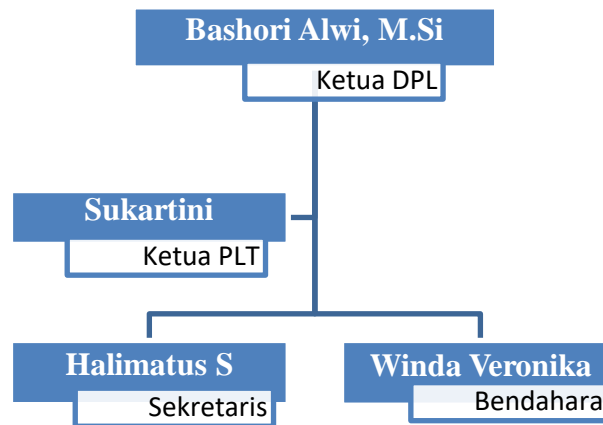 Bashori Alwi, M.Si
Ketua DPL
Sukartini
Ketua PLT
Halimatus S
Sekretaris
Winda Veronika
Bendahara